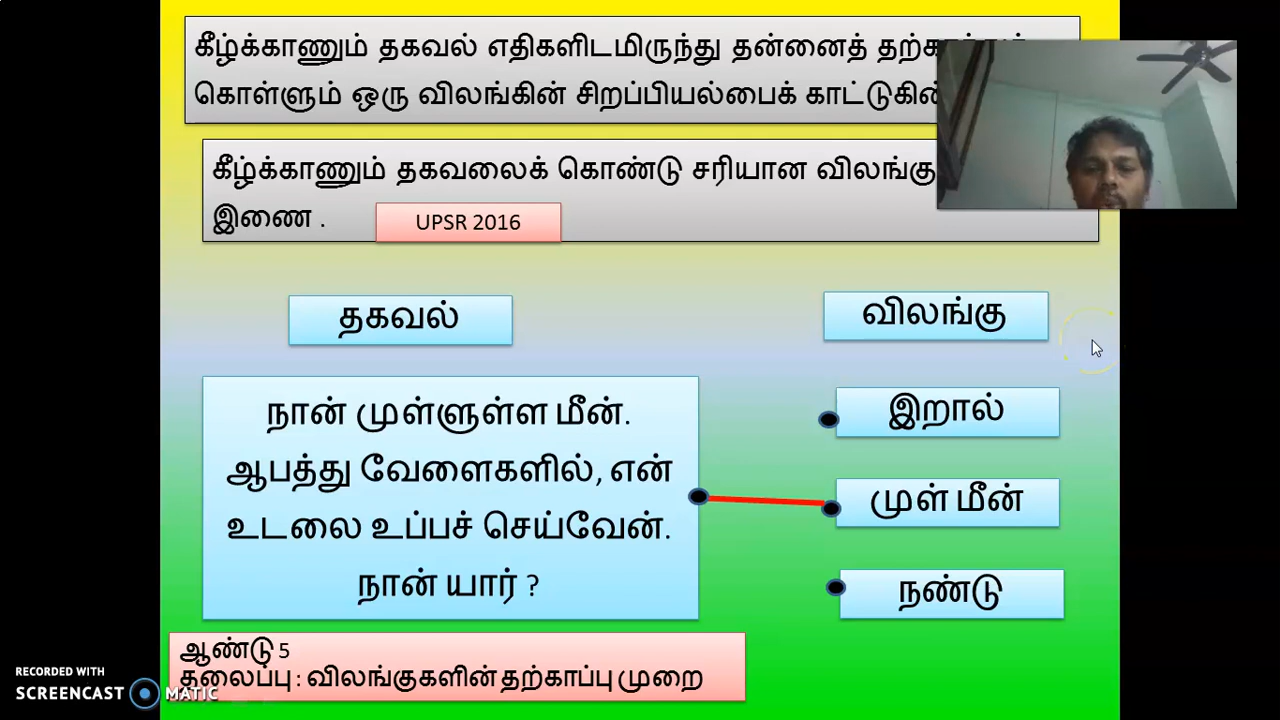 கீழ்க்காணும் தகவல் எதிகளிடமிருந்து தன்னைத்
கொள்ளும் ஒரு விலங்கின் சிறப்பியல்பைக்
கீழ்க்காணும் தகவலைக் கொண்டு சரியான விலங்கு
இணை .
UPSR 2016
தகவல்
விலங்கு
நான் முள்ளுள்ள மீன்.
ஆபத்து வேளைகளில், என்
உடலை உப்பச் செய்வேன்.
நான் யார் ?
இறால்
முள் மீன்
நண்டு
ஆண்டு 5
தலைப்பு : விலங்குகளின் தற்காப்பு முறை
RECORDED WITH
SCREENCAST MATIC